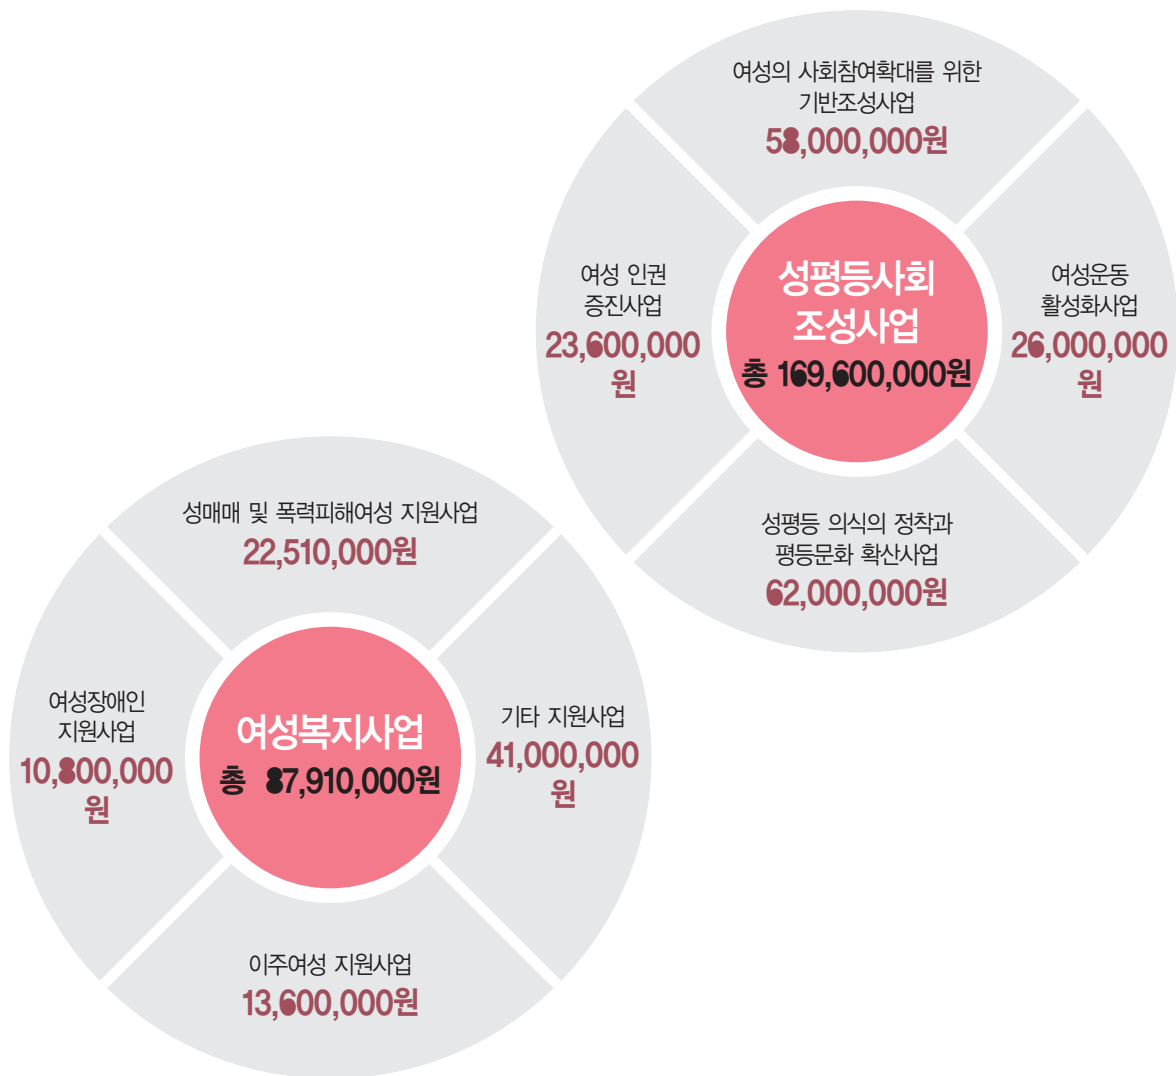 여성의 사회참여확대를 위한
기반조성사업
58,000,000원
여성 인권
증진사업
23,600,000
원
성평등사회
조성사업
총 169,600,000원
여성운동
활성화사업
26,000,000
원
성평등 의식의 정착과
평등문화 확산사업
62,000,000원
성매매 및 폭력피해여성 지원사업
22,510,000원
여성장애인
지원사업
10,800,000
원
여성복지사업
총 87,910,000원
기타 지원사업
41,000,000
원
이주여성 지원사업
13,600,000원